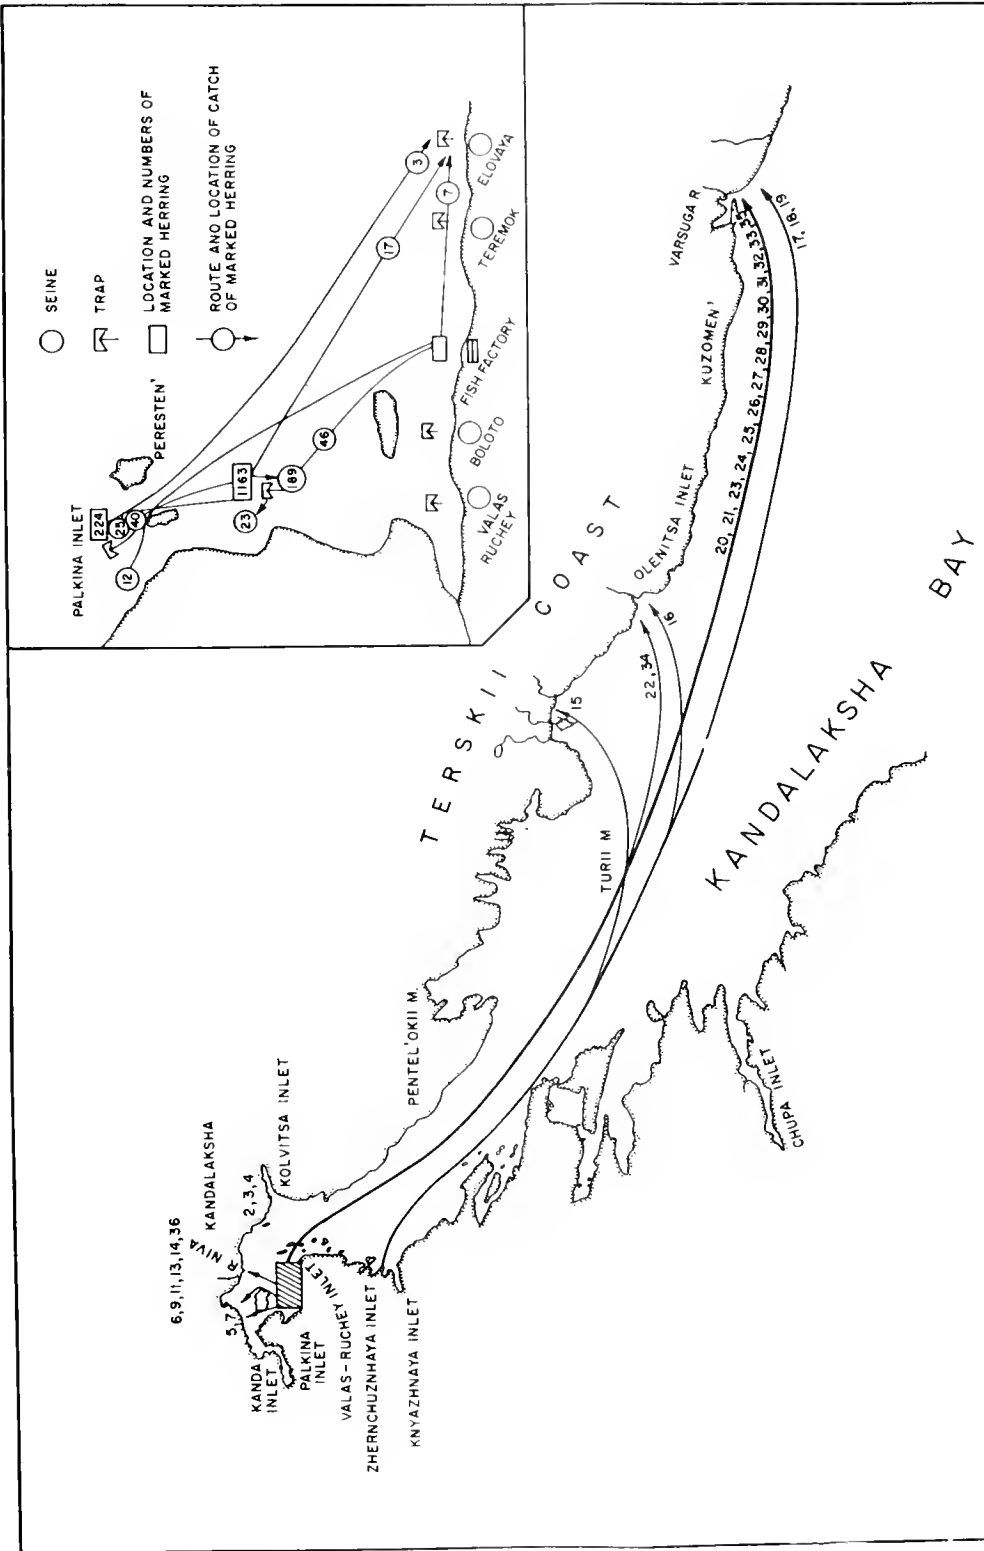 SEINE
TRAP
LOCATION AND NUMBERS OF
MARKED HERRING
ROUTE AND LOCATION OF CATCH
OF MARKED HERRING
PALKINA INLET
PERESTEN'
224
25
40
12
1163
189
23
46
17
3
7
VALAS
RUCHEY
BOLOTO
FISH FACTORY
TEREMOK
ELOVAYA
6,9,11,13,14,36
KANDALAKSHA
R NIVA
2,3,4
KOLVITSA INLET
5,7
KANDA
INLET
PALKINA
INLET
VALAS-RUCHEY INLET
ZHERNCHUZNHAYA INLET
KNYAZHNAYA INLET
PENTEL'OKII M.
TERSKII COAST
TURII M
15
22,34
16
OLENITSA INLET
KUZOMEN'
VARSUGA R
20, 21, 23, 24, 25, 26, 27, 28, 29, 30, 31, 32, 33, 35
17, 18, 19
CHUPA INLET
KANDALAKSHA BAY